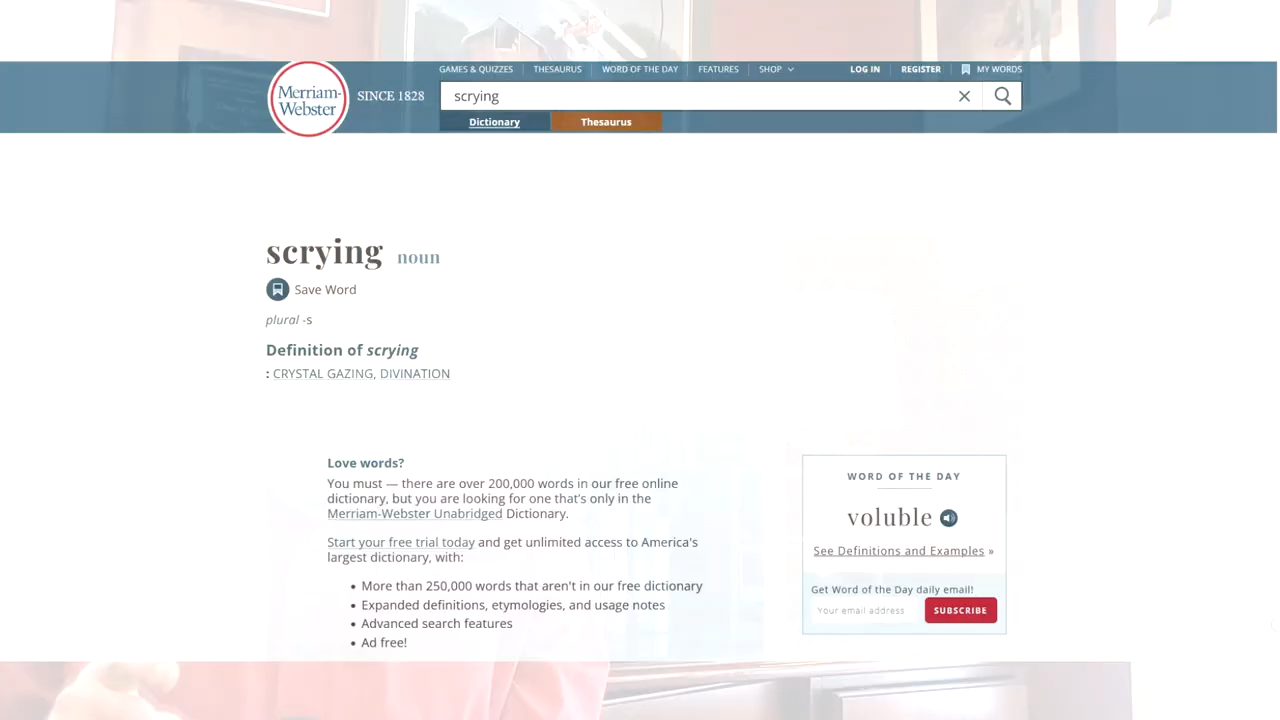 GAMES & QUIZZES THESAURUS WORD OF THE DAY FEATURES SHOP LOG IN REGISTER MY WORDS
Merriam-
Webster
SINCE 1828
scrying
Dictionary Thesaurus
scrying noun
Save Word
plural -s
Definition of scrying
: CRYSTAL GAZING, DIVINATION
Love words?
You must — there are over 200,000 words in our free online
dictionary, but you are looking for one that's only in the
Merriam-Webster Unabridged Dictionary.
Start your free trial today and get unlimited access to America's
largest dictionary, with:
• More than 250,000 words that aren't in our free dictionary
• Expanded definitions, etymologies, and usage notes
• Advanced search features
• Ad free!
WORD OF THE DAY
voluble
See Definitions and Examples »
Get Word of the Day daily email!
Your email address SUBSCRIBE